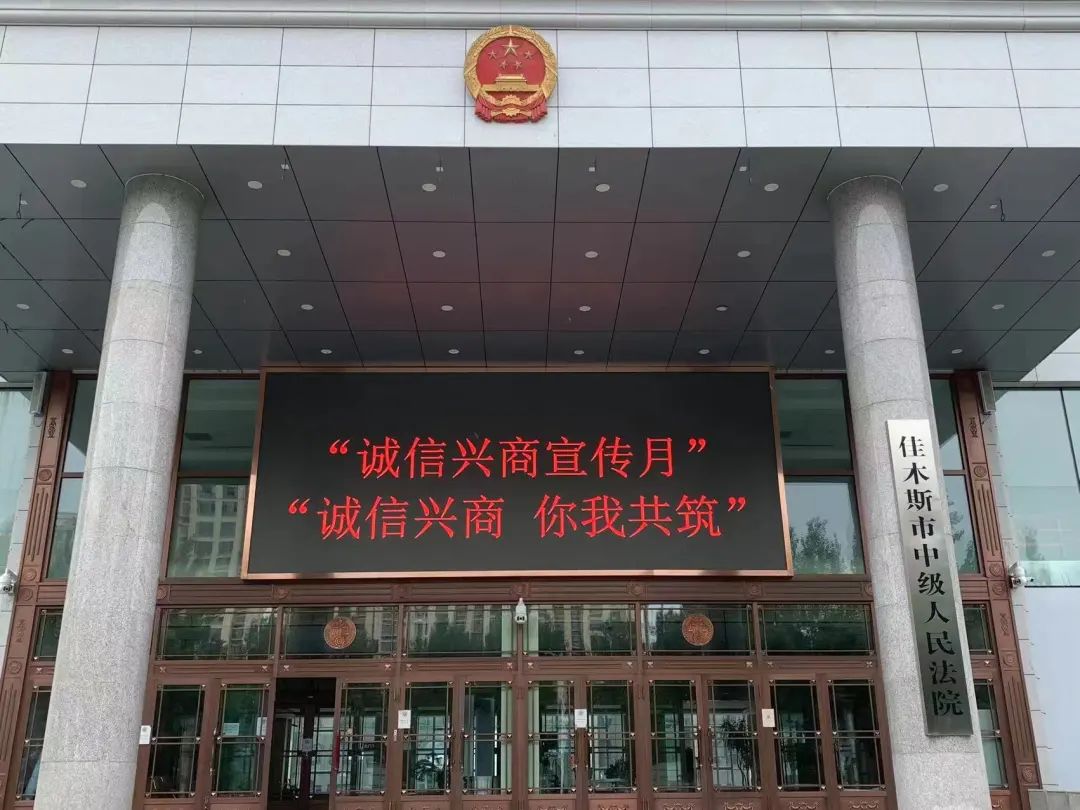 “诚信兴商宣传月”
“诚信兴商 你我共筑”
佳木斯市中级人民法院